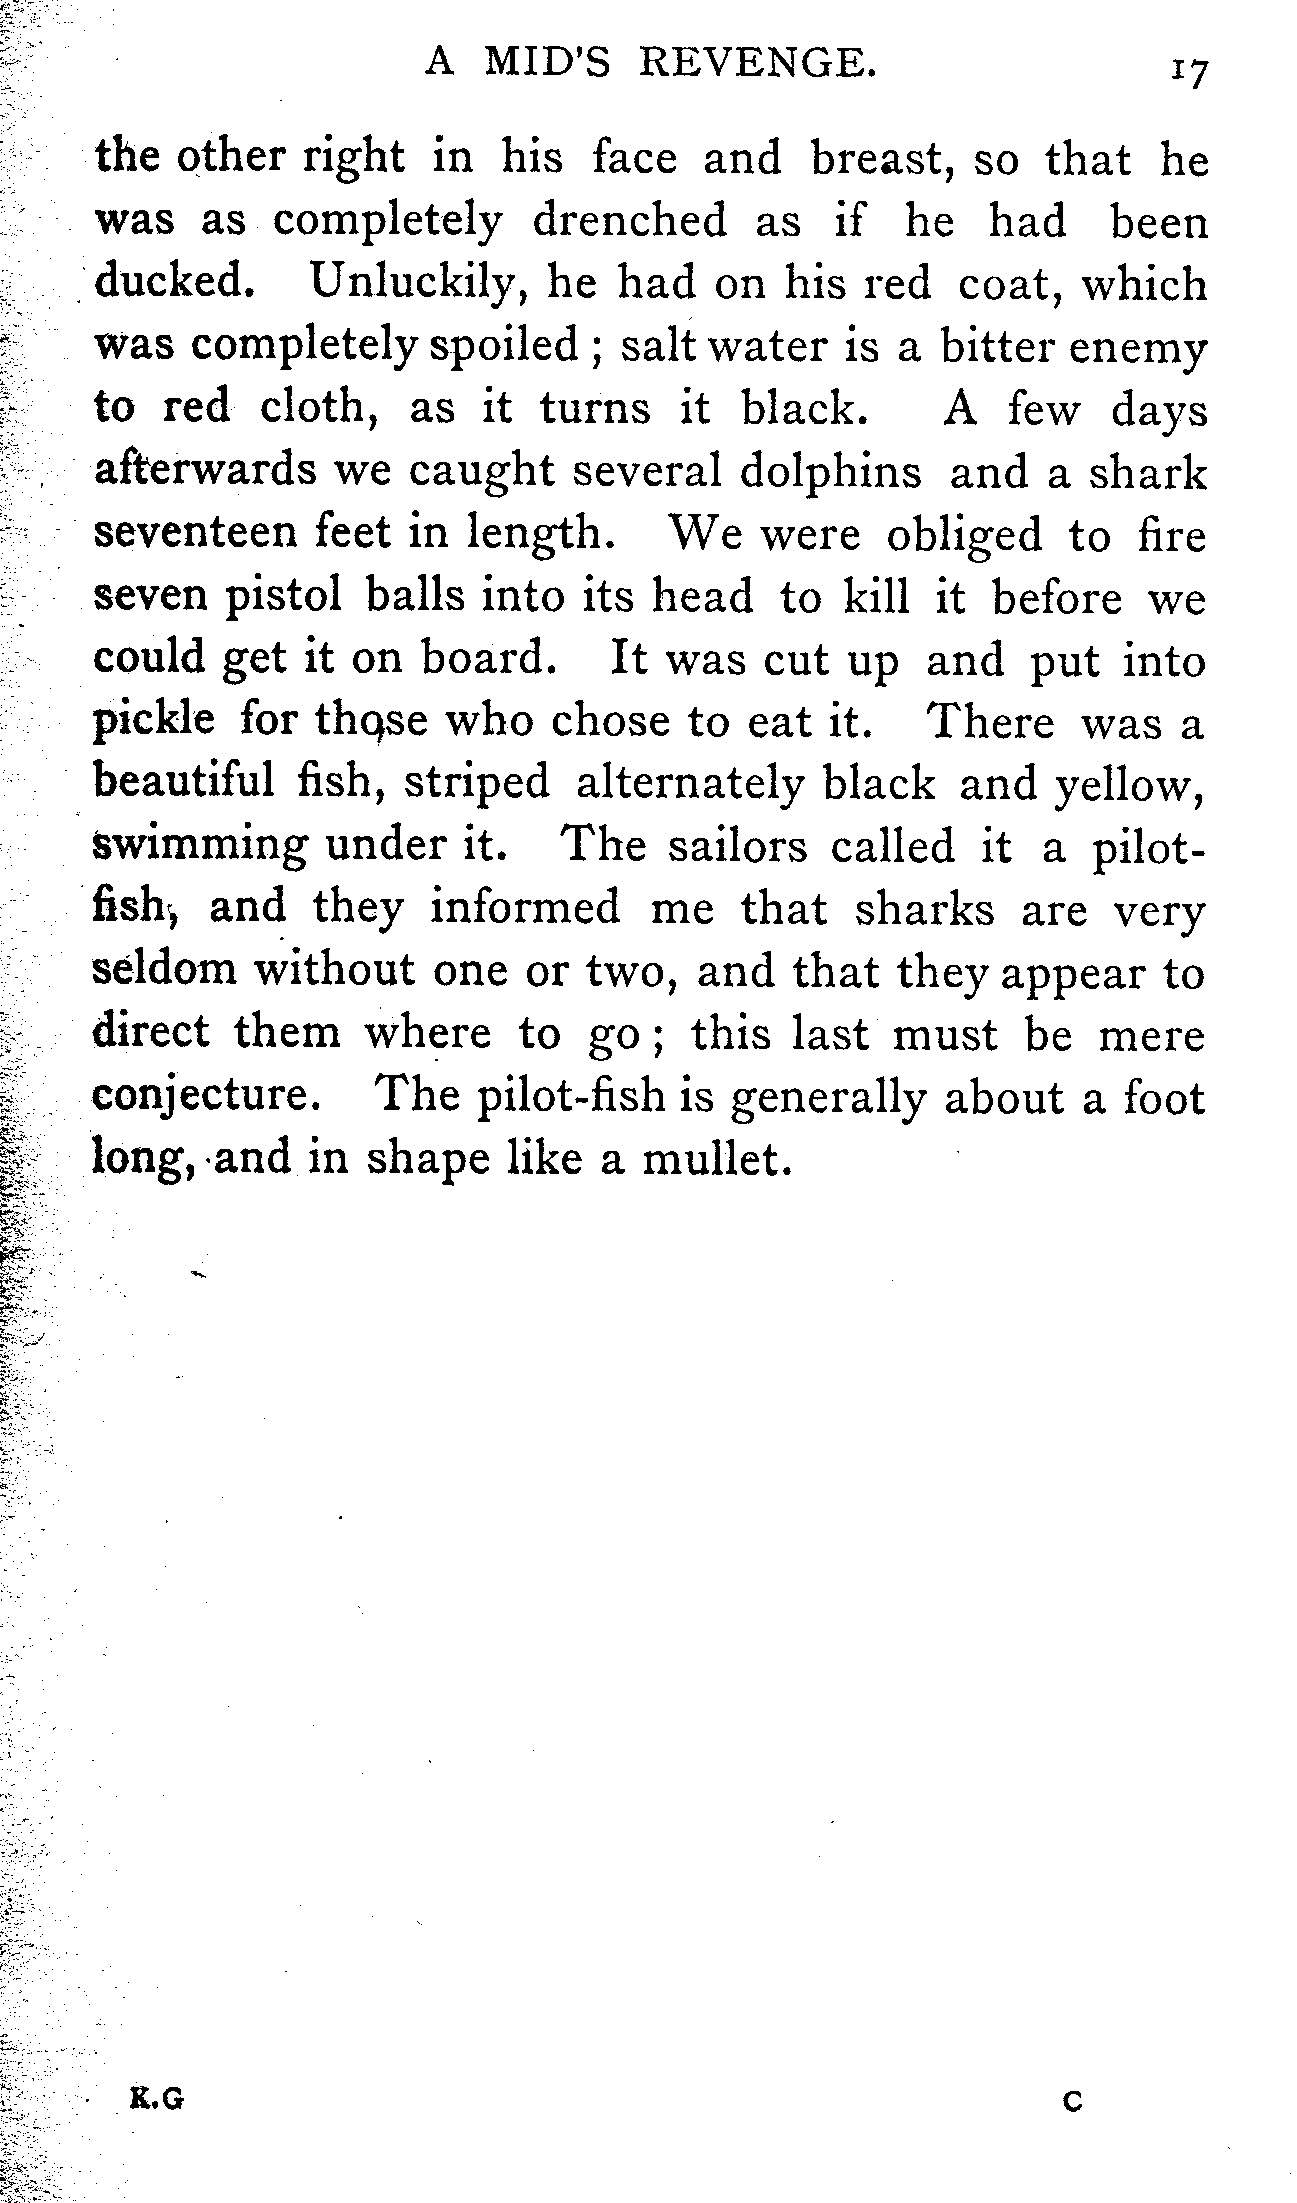 A MID'S REVENGE. 17
the other right in his face and breast, so that he
was as completely drenched as if he had been
ducked. Unluckily, he had on his red coat, which
was completely spoiled ; salt water is a bitter enemy
to red cloth, as it turns it black. A few days
afterwards we caught several dolphins and a shark
seventeen feet in length. We were obliged to fire
seven pistol balls into its head to kill it before we
could get it on board. It was cut up and put into
pickle for those who chose to eat it. There was a
beautiful fish, striped alternately black and yellow,
swimming under it. The sailors called it a pilot-
fish, and they informed me that sharks are very
seldom without one or two, and that they appear to
direct them where to go ; this last must be mere
conjecture. The pilot-fish is generally about a foot
long, and in shape like a mullet.
K.G C